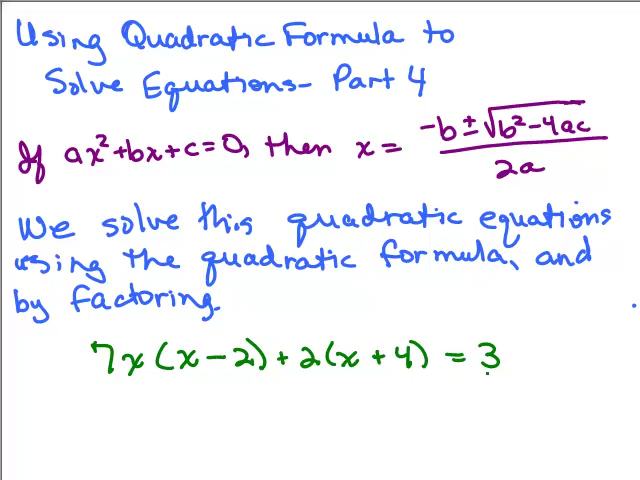 Using Quadratic Formula to
Solve Equations- Part 4
If ax²+bx+c=0, then x = (-b ± √(b²-4ac))/(2a)
We solve this quadratic equations
using the quadratic formula, and
by factoring.
7x(x-2)+2(x+4) = 3